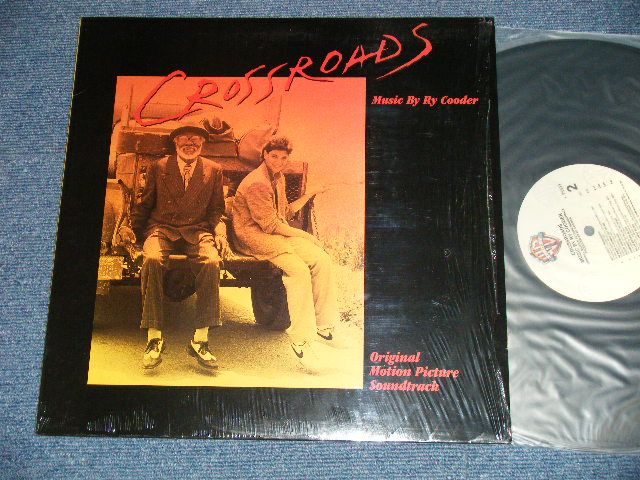 CROSSROADS
Music By Ry Cooder
Original
Motion Picture
Soundtrack
2